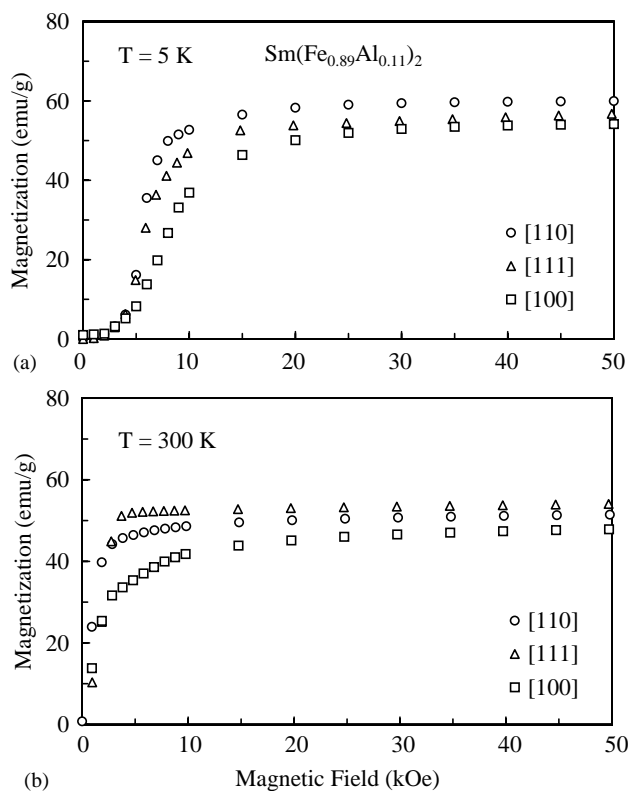 80
T = 5 K
Sm(Fe0.89Al0.11)2
60
40
20
0
Magnetization (emu/g)
[110]
[111]
[100]
0 10 20 30 40 50
(a)
80
T = 300 K
60
40
20
0
Magnetization (emu/g)
[110]
[111]
[100]
0 10 20 30 40 50
(b)
Magnetic Field (kOe)